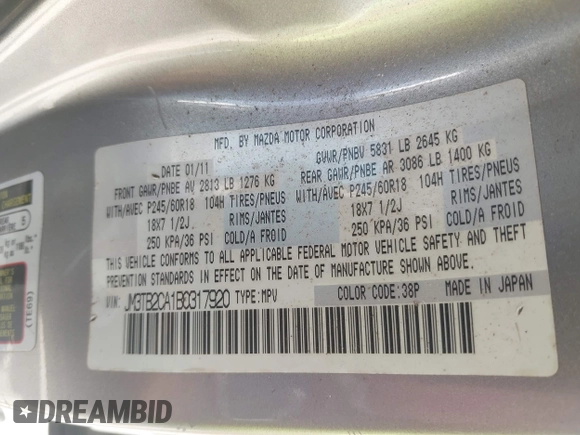 MFD. BY MAZDA MOTOR CORPORATION
DATE 01/11
GVWR/PNBV 5831 LB 2645 KG
FRONT GAWR/PNBE AV 2813 LB 1276 KG
REAR GAWR/PNBE AR 3086 LB 1400 KG
WITH/AVEC P245/60R18 104H TIRES/PNEUS
WITH/AVEC P245/60R18 104H TIRES/PNEUS
18X7 1/2J RIMS/JANTES
18X7 1/2J RIMS/JANTES
250 KPA/36 PSI COLD/A FROID
250 KPA/36 PSI COLD/A FROID
THIS VEHICLE CONFORMS TO ALL APPLICABLE FEDERAL MOTOR VEHICLE SAFETY AND THEFT
PREVENTION STANDARDS IN EFFECT ON THE DATE OF MANUFACTURE SHOWN ABOVE.
VIN: JM3TB2CA1B0317920 TYPE:MPV
COLOR CODE:38P MADE IN JAPAN
5
(TE69)
DREAMBID